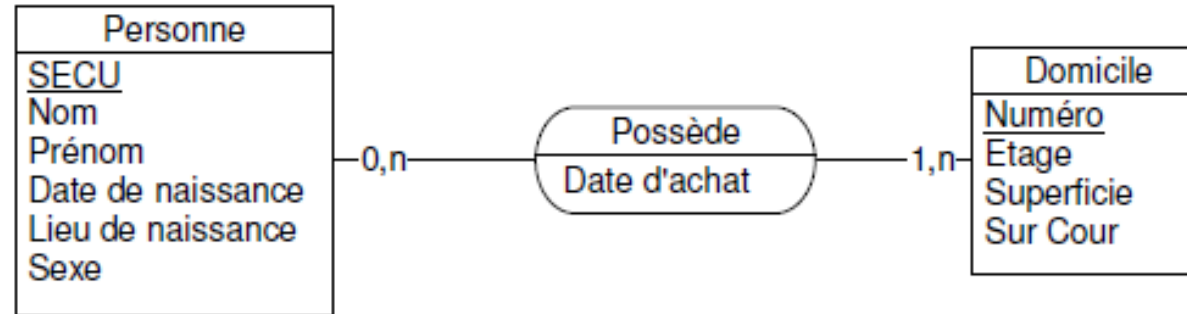 Personne
SECU
Nom
Prénom
Date de naissance
Lieu de naissance
Sexe
0,n
Possède
Date d'achat
1,n
Domicile
Numéro
Etage
Superficie
Sur Cour